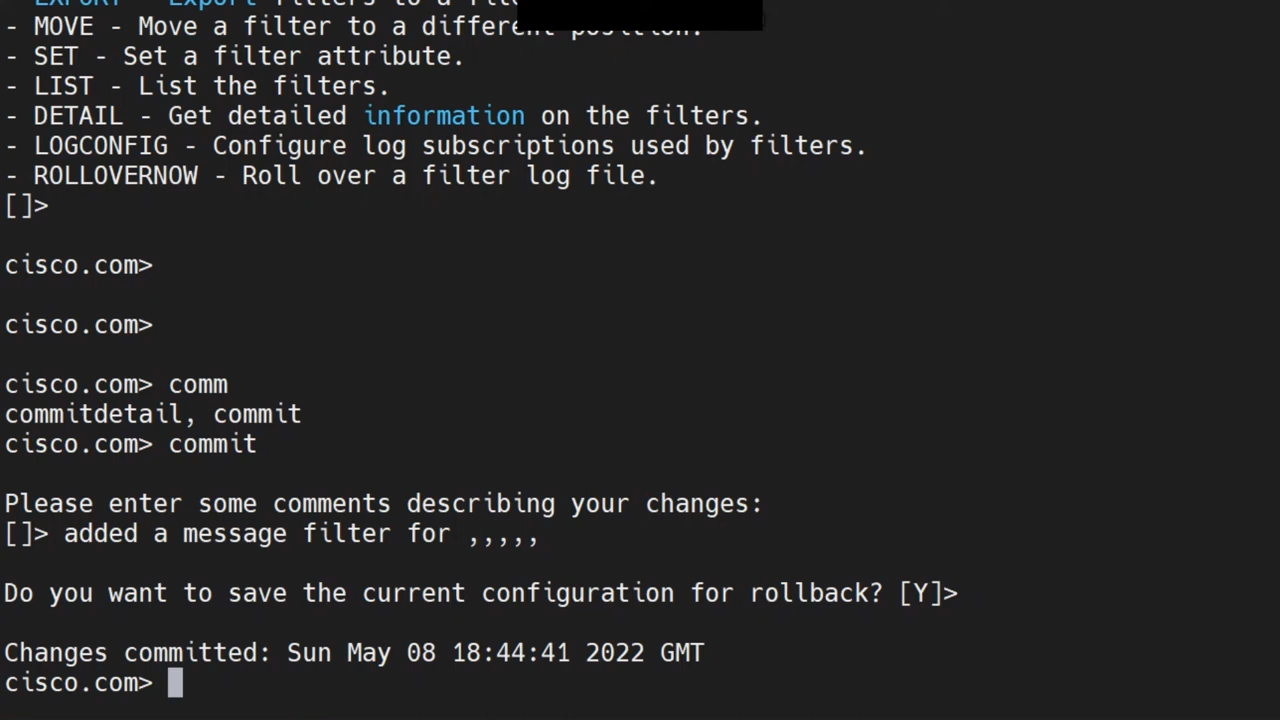 - EXPORT - Export filters to a file
- MOVE - Move a filter to a different position.
- SET - Set a filter attribute.
- LIST - List the filters.
- DETAIL - Get detailed information on the filters.
- LOGCONFIG - Configure log subscriptions used by filters.
- ROLLOVERNOW - Roll over a filter log file.
[]>
cisco.com>
cisco.com>
cisco.com> comm
commitdetail, commit
cisco.com> commit
Please enter some comments describing your changes:
[]> added a message filter for ,,,,,
Do you want to save the current configuration for rollback? [Y]>
Changes committed: Sun May 08 18:44:41 2022 GMT
cisco.com>